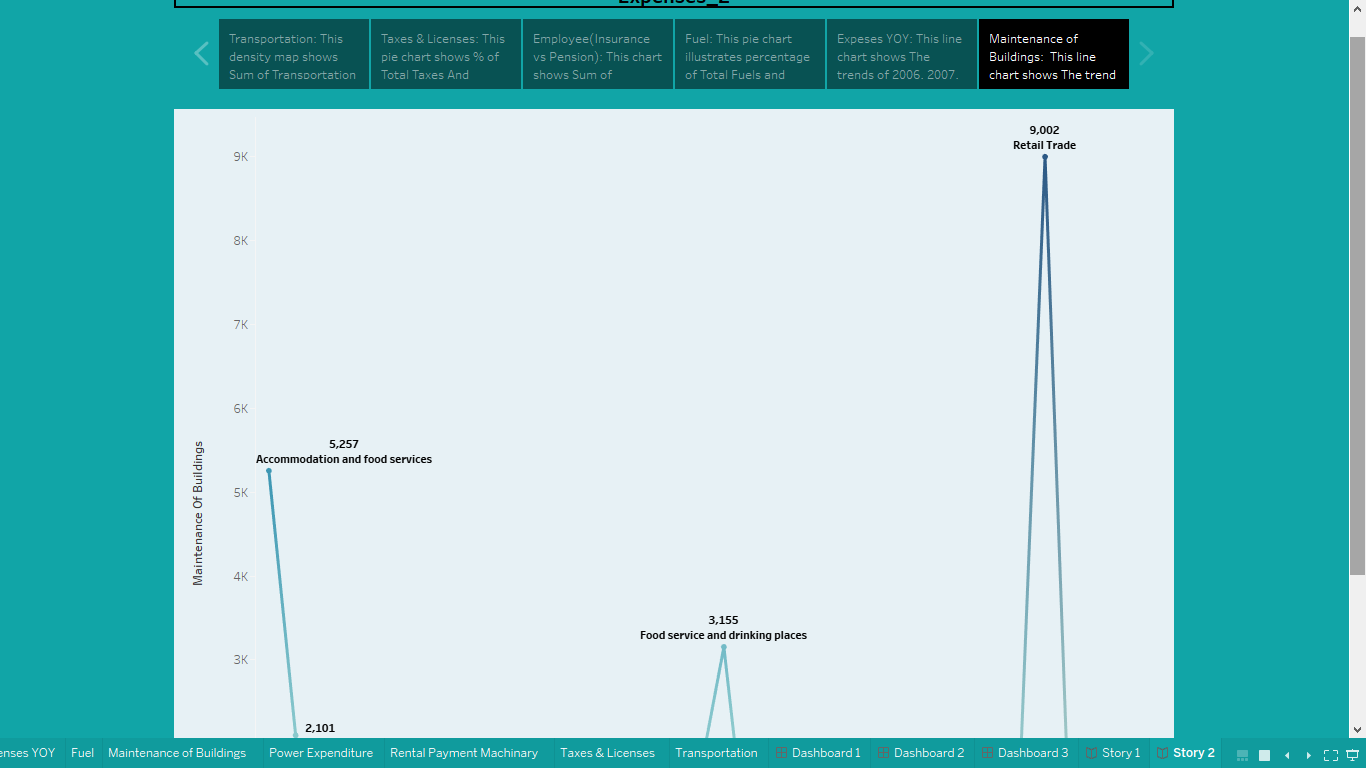 Expenses_2
Transportation: This
density map shows
Sum of Transportation
Taxes & Licenses: This
pie chart shows % of
Total Taxes And
Employee(Insurance
vs Pension): This chart
shows Sum of
Fuel: This pie chart
illustrates percentage
of Total Fuels and
Expeses YOY: This line
chart shows The
trends of 2006. 2007.
Maintenance of
Buildings: This line
chart shows The trend
9,002
Retail Trade
9K
8K
7K
6K
5,257
Accommodation and food services
5K
Maintenance Of Buildings
4K
3,155
Food service and drinking places
3K
2,101
enses YOY
Fuel
Maintenance of Buildings
Power Expenditure
Rental Payment Machinary
Taxes & Licenses
Transportation
Dashboard 1
Dashboard 2
Dashboard 3
Story 1
Story 2